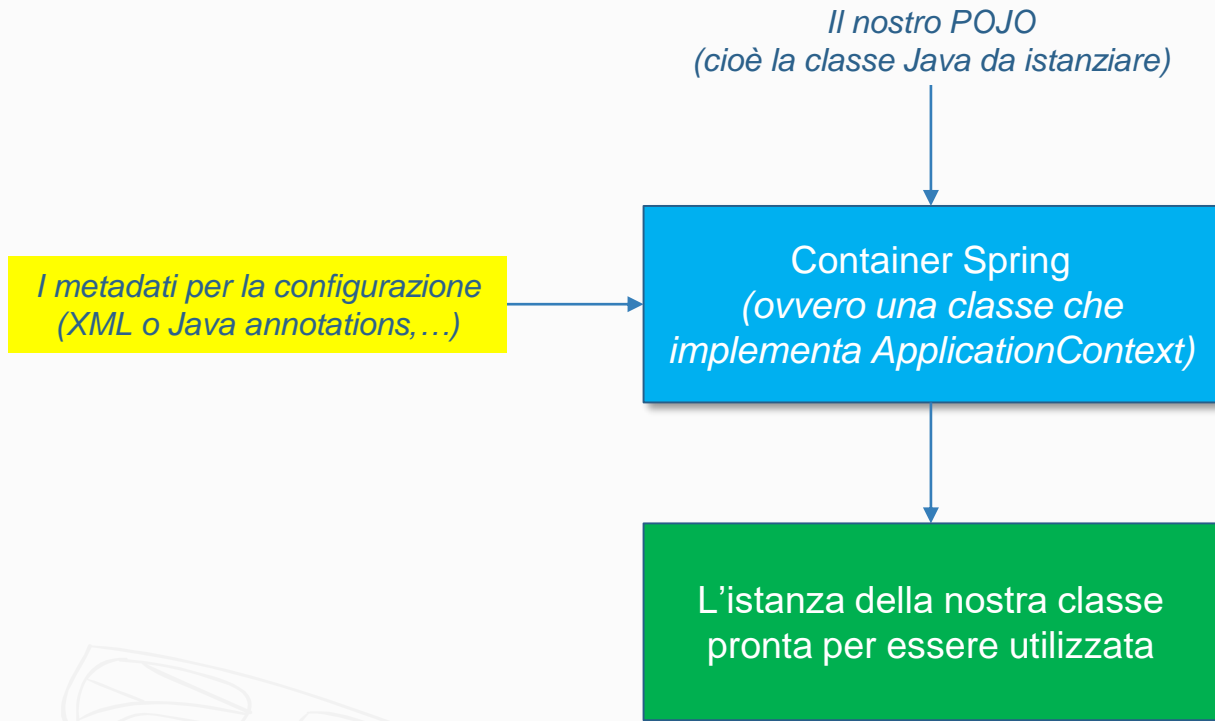 Il nostro POJO
(cioè la classe Java da istanziare)
I metadati per la configurazione
(XML o Java annotations,…)
Container Spring
(ovvero una classe che
implementa ApplicationContext)
L’istanza della nostra classe
pronta per essere utilizzata